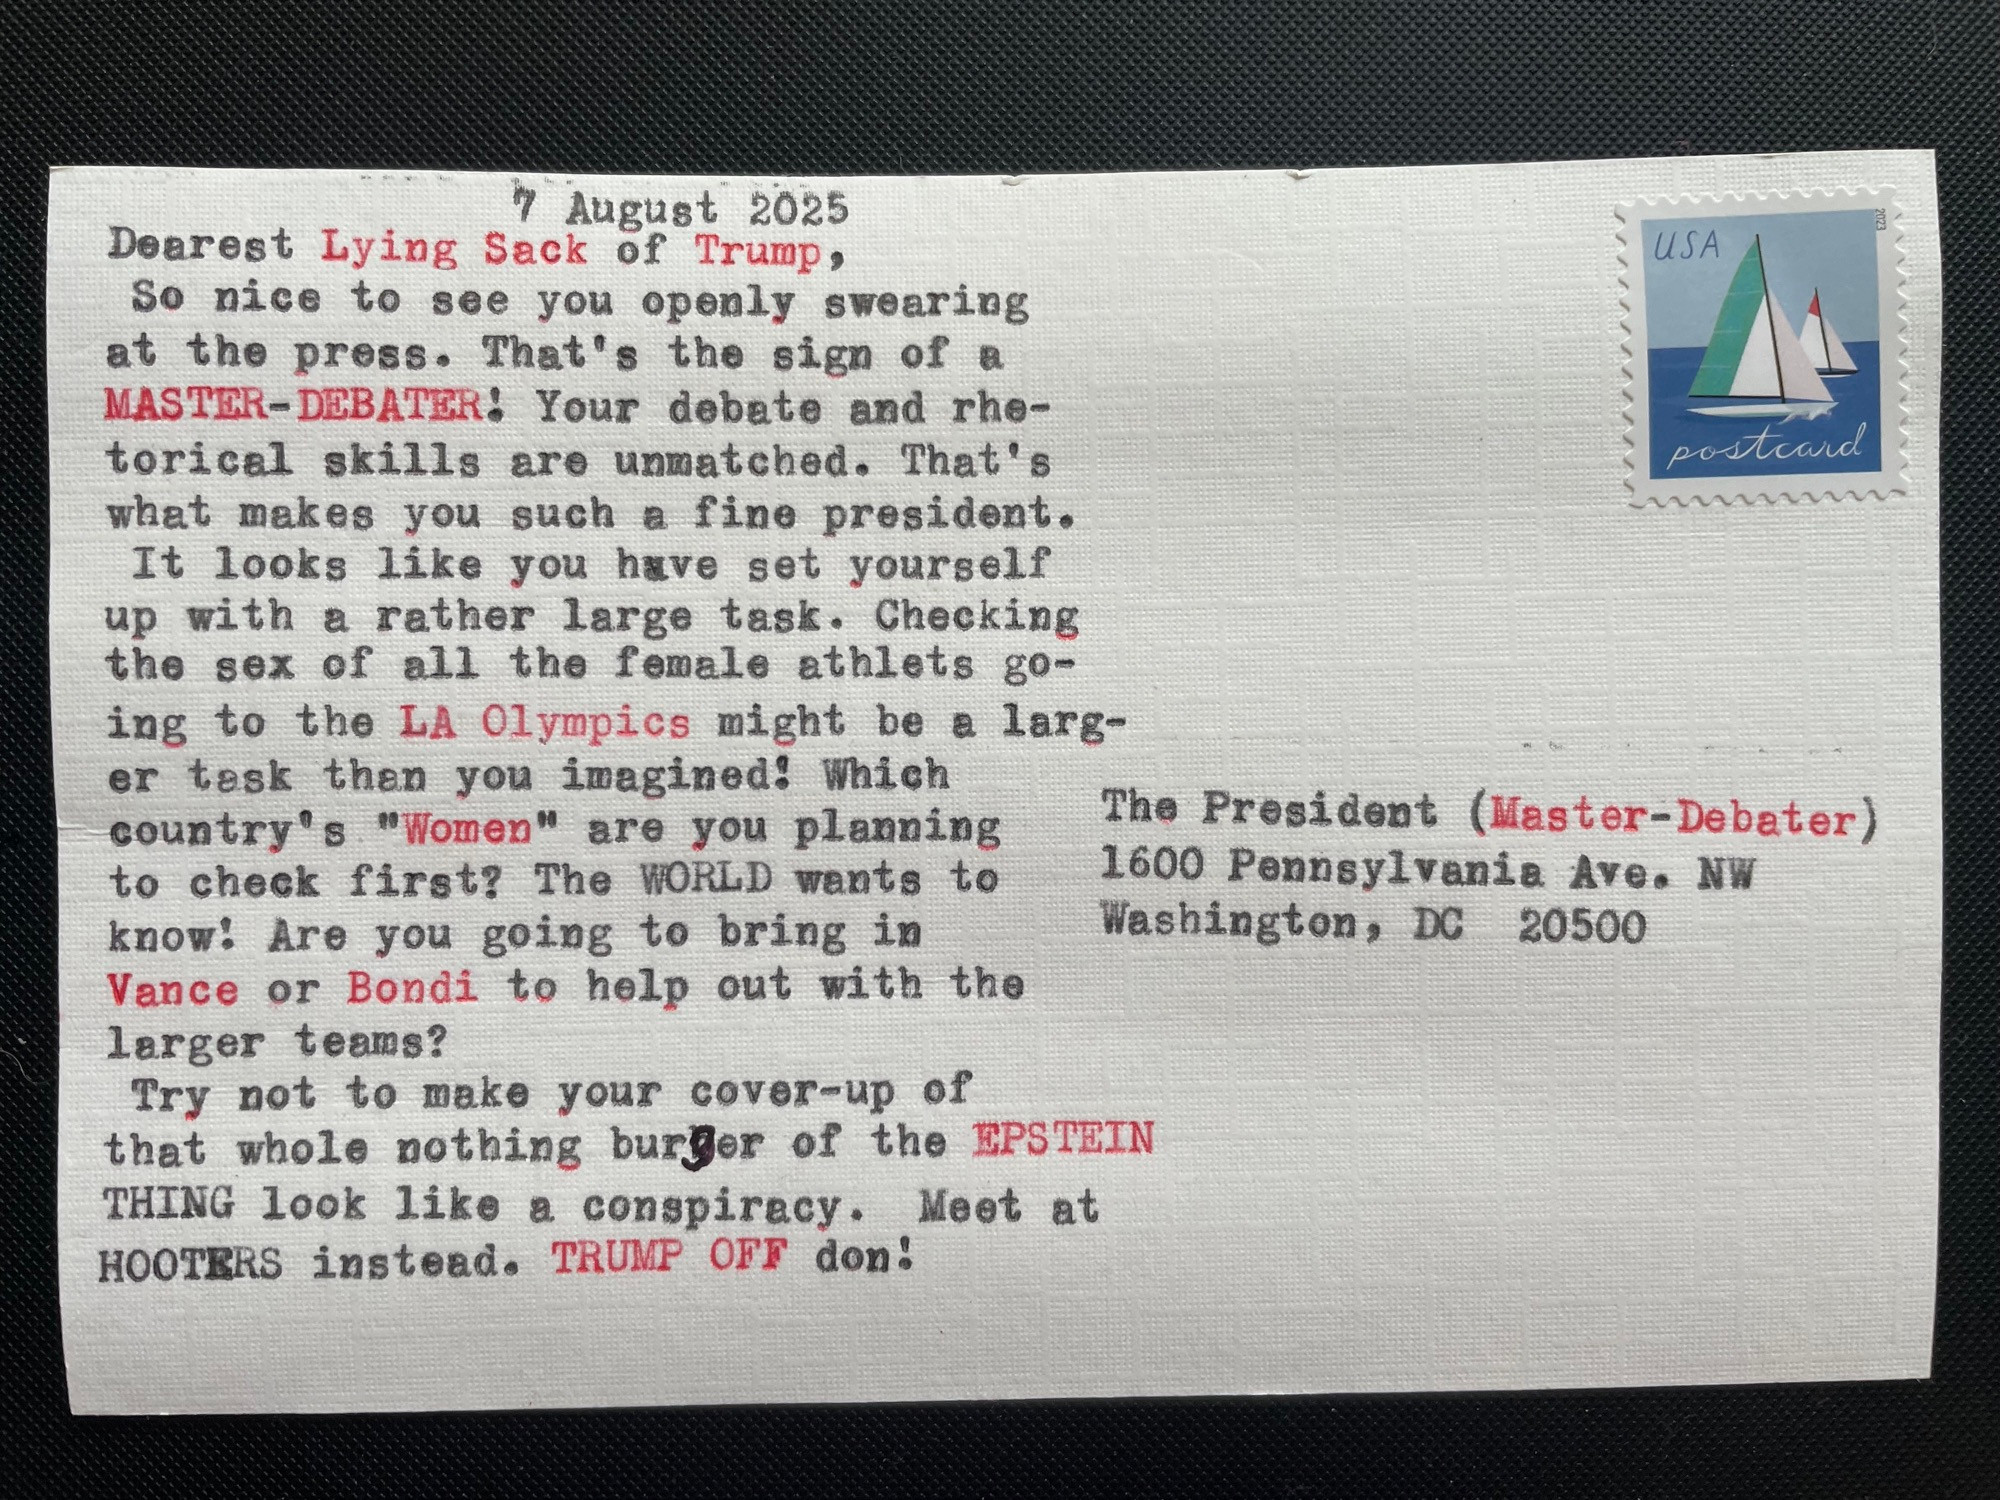 7 August 2025
Dearest Lying Sack of Trump,
So nice to see you openly swearing
at the press. That's the sign of a
MASTER-DEBATER! Your debate and rhe-
torical skills are unmatched. That's
what makes you such a fine president.
It looks like you have set yourself
up with a rather large task. Checking
the sex of all the female athlets go-
ing to the LA Olympics might be a larg-
er task than you imagined! Which
country's "Women" are you planning
to check first? The WORLD wants to
know! Are you going to bring in
Vance or Bondi to help out with the
larger teams?
Try not to make your cover-up of
that whole nothing burger of the EPSTEIN
THING look like a conspiracy. Meet at
HOOTERS instead. TRUMP OFF don!
USA
2023
postcard
The President (Master-Debater)
1600 Pennsylvania Ave. NW
Washington, DC 20500